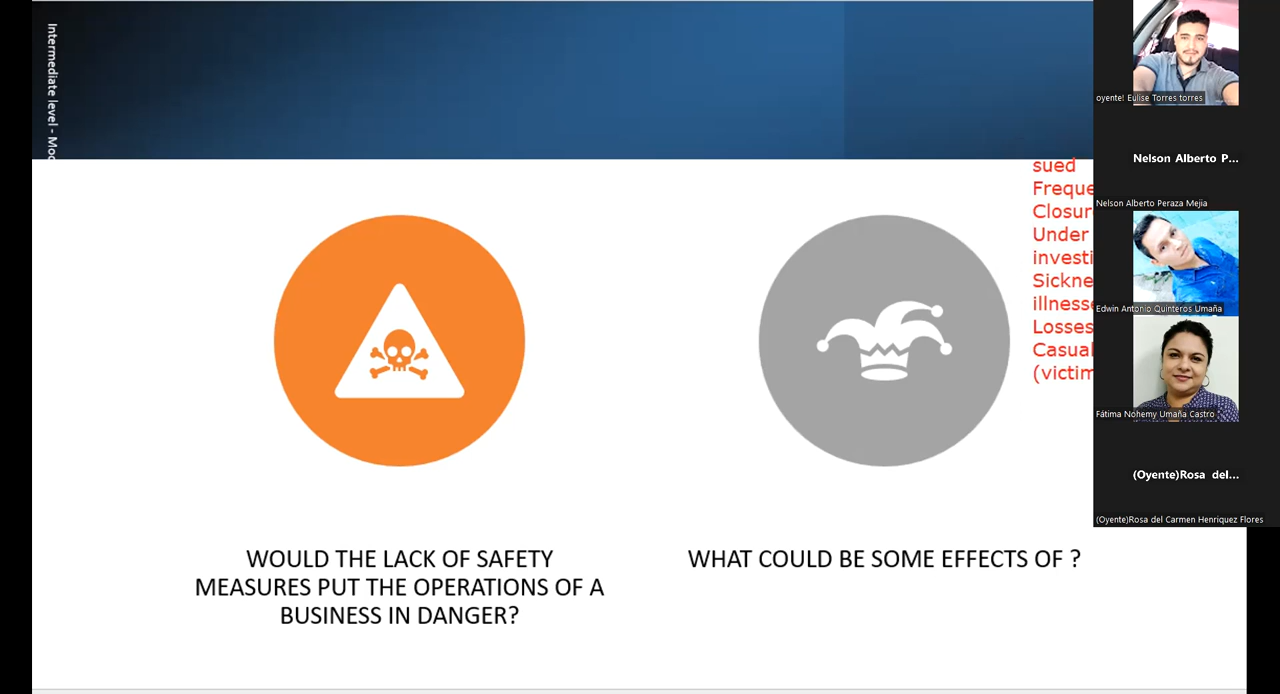 Intermediate level - Moc
sued
Freque
Closur
Under
investi
Sickne
illnesse
Losses
Casual
(victim
WOULD THE LACK OF SAFETY
MEASURES PUT THE OPERATIONS OF A
BUSINESS IN DANGER?
WHAT COULD BE SOME EFFECTS OF ?
oyente! Eulise Torres torres
Nelson Alberto P...
Nelson Alberto Peraza Mejia
Edwin Antonio Quinteros Umaña
Fátima Nohemy Umaña Castro
(Oyente)Rosa del...
(Oyente)Rosa del Carmen Henriquez Flores